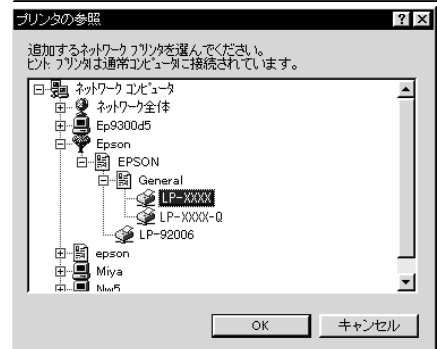 プリンタの参照
追加するネットワーク プリンタを選んでください。
ヒント: プリンタは通常コンピュータに接続されています。
ネットワーク コンピュータ
ネットワーク全体
Ep9300d5
Epson
EPSON
General
LP-XXXX
LP-XXXX-Q
LP-92006
epson
Miya
Nw5
OK キャンセル